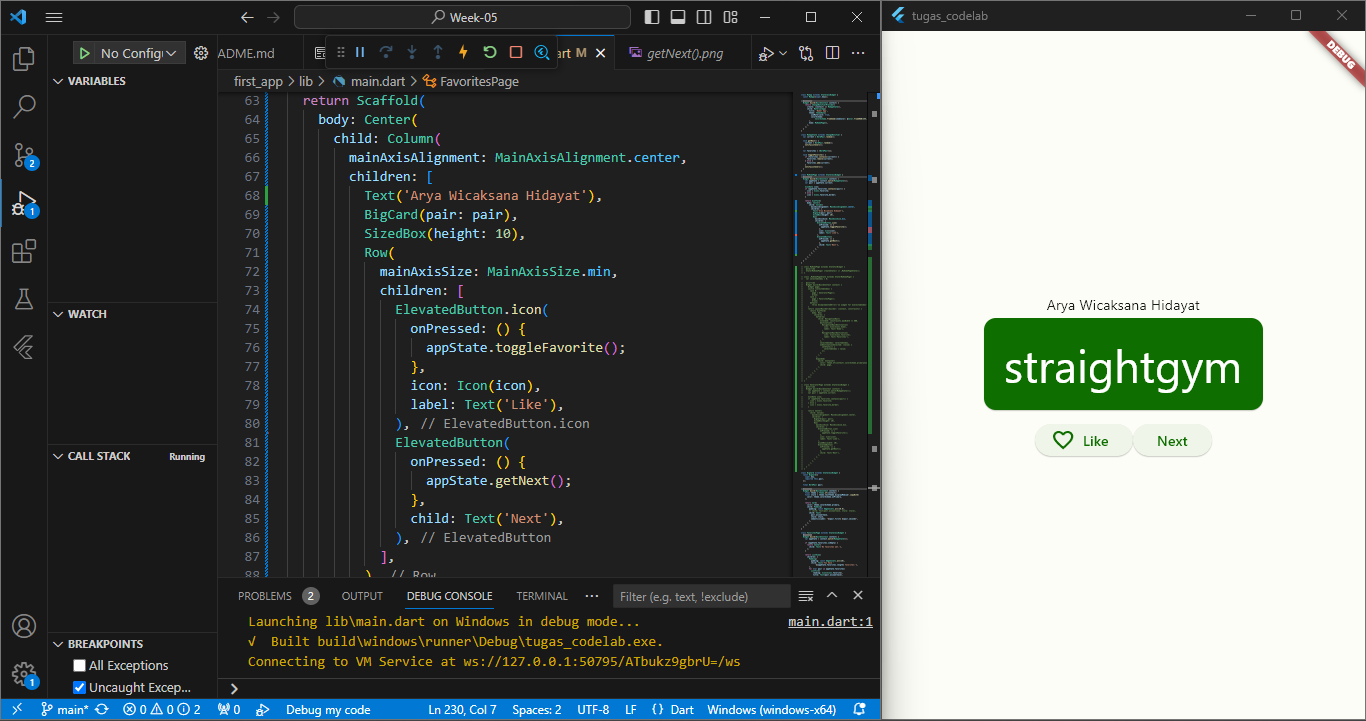 Week-05
tugas_codelab
No Config
ADME.md
art M
getNext().png
VARIABLES
first_app > lib > main.dart > FavoritesPage
63 return Scaffold(
64 body: Center(
65 child: Column(
66 mainAxisAlignment: MainAxisAlignment.center,
67 children: [
68 Text('Arya Wicaksana Hidayat'),
69 BigCard(pair: pair),
70 SizedBox(height: 10),
71 Row(
72 mainAxisSize: MainAxisSize.min,
73 children: [
74 ElevatedButton.icon(
75 onPressed: () {
76 appState.toggleFavorite();
77 },
78 icon: Icon(icon),
79 label: Text('Like'),
80 ), // ElevatedButton.icon
81 ElevatedButton(
82 onPressed: () {
83 appState.getNext();
84 },
85 child: Text('Next'),
86 ), // ElevatedButton
87 ],
88 ) // Row
2
1
WATCH
CALL STACK Running
BREAKPOINTS
All Exceptions
Uncaught Excep...
1
PROBLEMS 2 OUTPUT DEBUG CONSOLE TERMINAL ... Filter (e.g. text, !exclude)
Launching lib\main.dart on Windows in debug mode... main.dart:1
√ Built build\windows\runner\Debug\tugas_codelab.exe.
Connecting to VM Service at ws://127.0.0.1:50795/ATbukz9gbrU=/ws
main* 0 0 2 0 Debug my code Ln 230, Col 7 Spaces: 2 UTF-8 LF {} Dart Windows (windows-x64)
DEBUG
Arya Wicaksana Hidayat
straightgym
Like Next